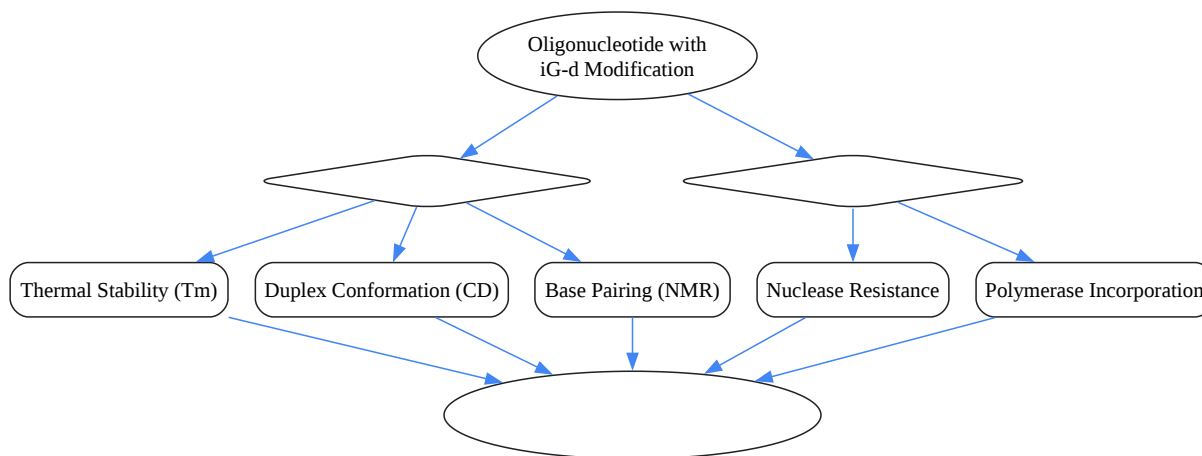 Oligonucleotide with
iG-d Modification
Thermal Stability (Tm)
Duplex Conformation (CD)
Base Pairing (NMR)
Nuclease Resistance
Polymerase Incorporation